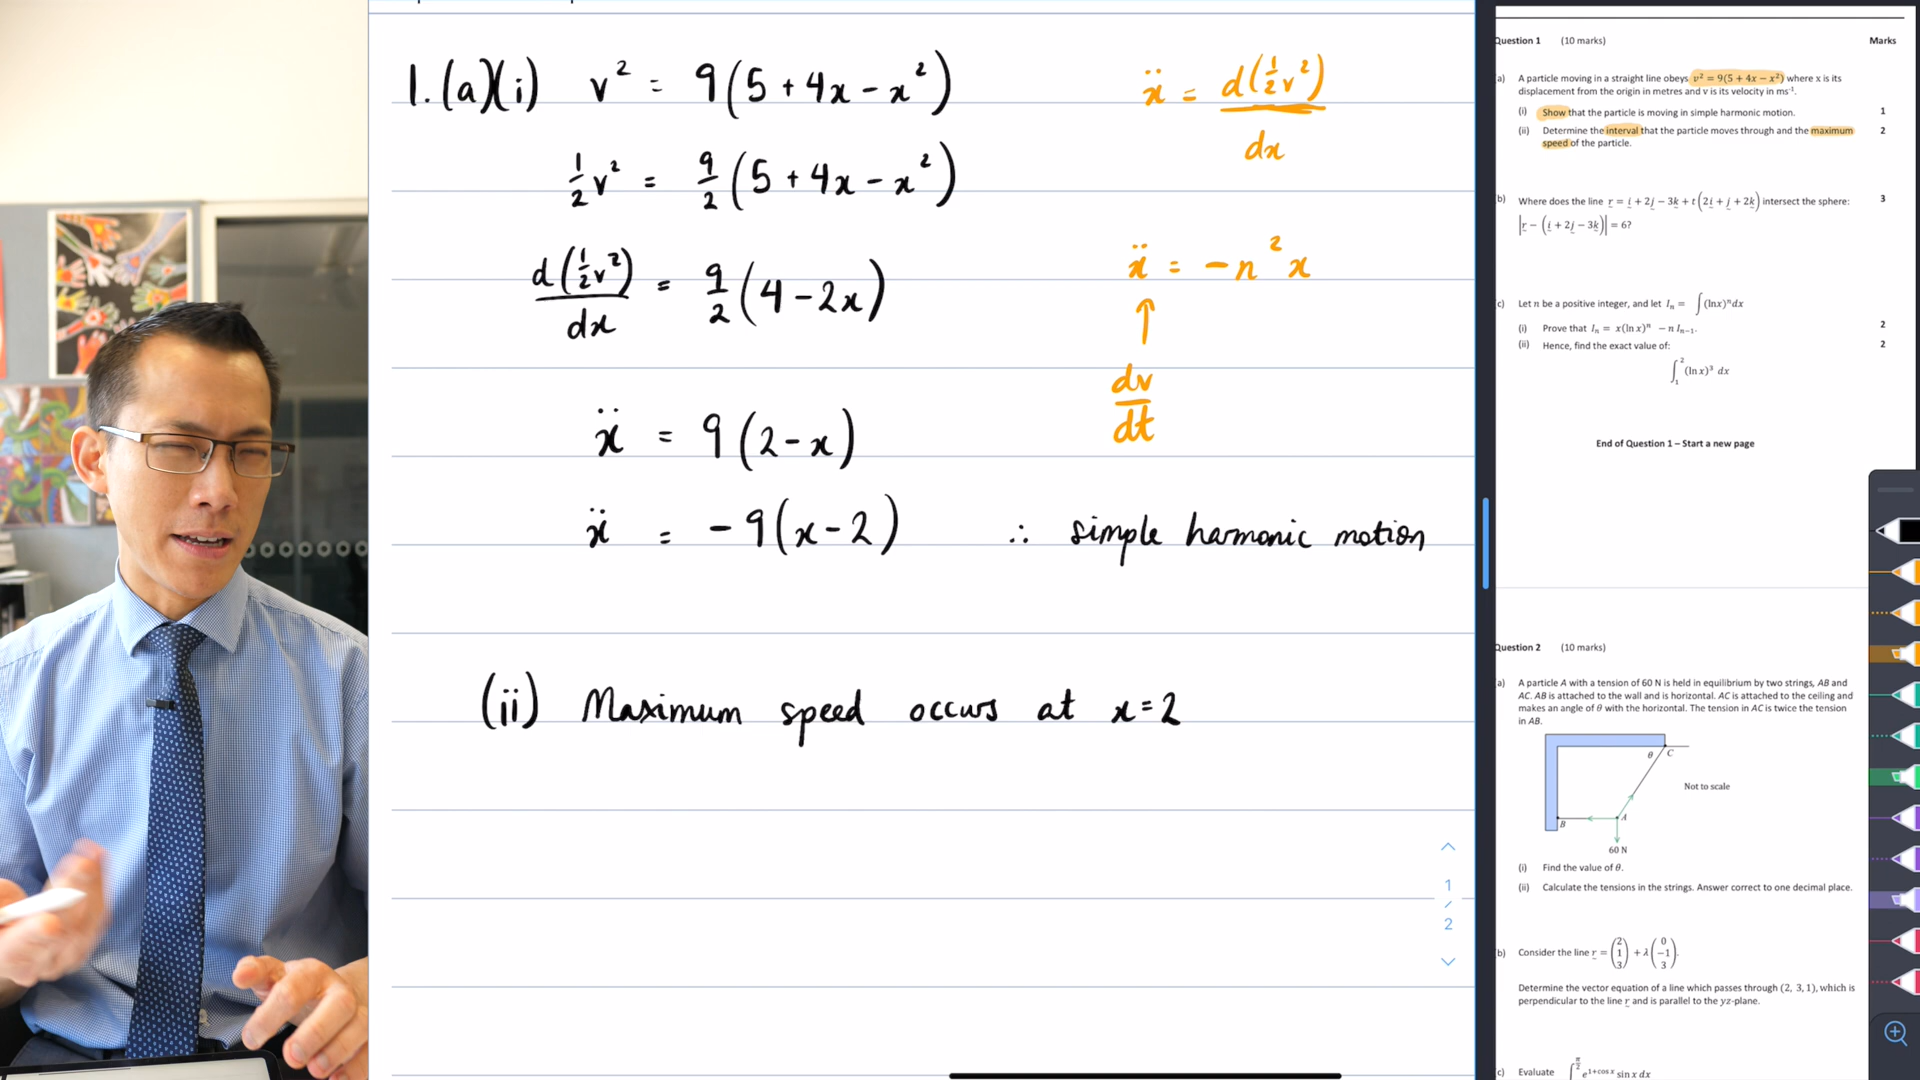 1.(a)(i) v² = 9(5 + 4x − x²)
½v² = 9/2 (5 + 4x − x²)
d(½v²)/dx = 9/2 (4 − 2x)
ẍ = 9(2 − x)
ẍ = −9(x − 2) ∴ simple harmonic motion
(ii) Maximum speed occurs at x = 2
ẍ = d(½v²)/dx
ẍ = −n²x
↑
dv/dt
1
/
2
Question 1 (10 marks) Marks
a) A particle moving in a straight line obeys v² = 9(5 + 4x − x²) where x is its
displacement from the origin in metres and v is its velocity in ms⁻¹.
(i) Show that the particle is moving in simple harmonic motion. 1
(ii) Determine the interval that the particle moves through and the maximum 2
speed of the particle.
b) Where does the line r = i + 2j − 3k + t(2i + j + 2k) intersect the sphere: 3
|r − (i + 2j − 3k)| = 6?
c) Let n be a positive integer, and let Iₙ = ∫(lnx)ⁿdx
(i) Prove that Iₙ = x(ln x)ⁿ − n Iₙ₋₁. 2
(ii) Hence, find the exact value of: 2
∫₁² (ln x)³ dx
End of Question 1 – Start a new page
Question 2 (10 marks)
a) A particle A with a tension of 60 N is held in equilibrium by two strings, AB and
AC. AB is attached to the wall and is horizontal. AC is attached to the ceiling and
makes an angle of θ with the horizontal. The tension in AC is twice the tension
in AB.
θ C
Not to scale
B A
60 N
(i) Find the value of θ.
(ii) Calculate the tensions in the strings. Answer correct to one decimal place.
b) Consider the line r = (2 1 3) + λ(0 −1 3).
Determine the vector equation of a line which passes through (2, 3, 1), which is
perpendicular to the line r and is parallel to the yz-plane.
c) Evaluate ∫ e^(1+cos x) sin x dx